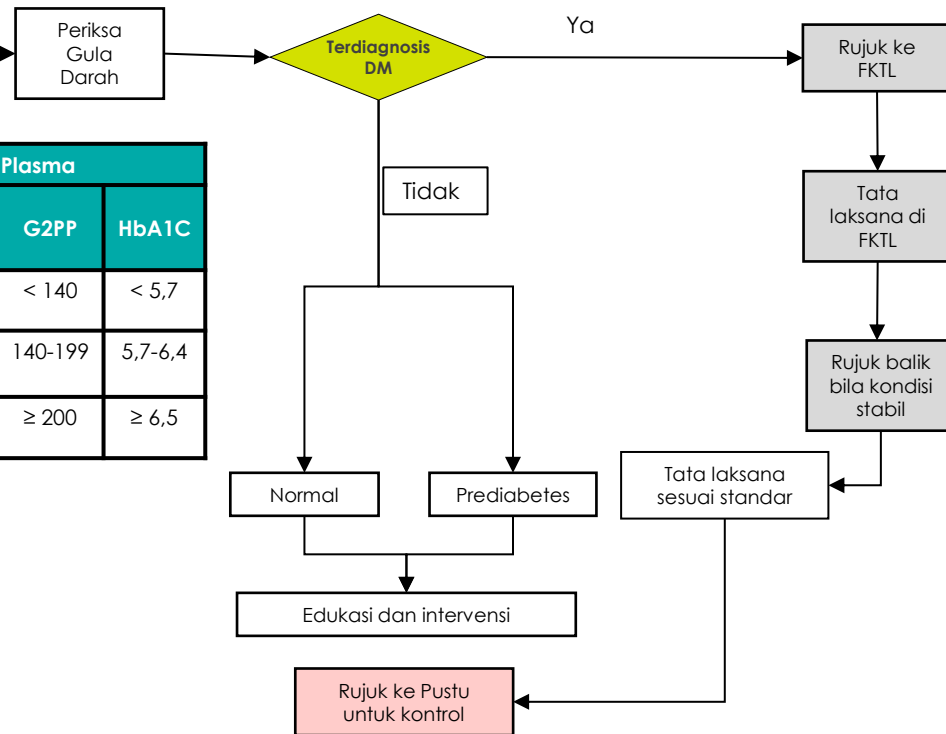 Periksa
Gula
Darah
Terdiagnosis
DM
Ya
Rujuk ke
FKTL
Plasma
G2PP HbA1C
< 140 < 5,7
140-199 5,7-6,4
≥ 200 ≥ 6,5
Tidak
Tata
laksana di
FKTL
Rujuk balik
bila kondisi
stabil
Normal
Prediabetes
Tata laksana
sesuai standar
Edukasi dan intervensi
Rujuk ke Pustu
untuk kontrol